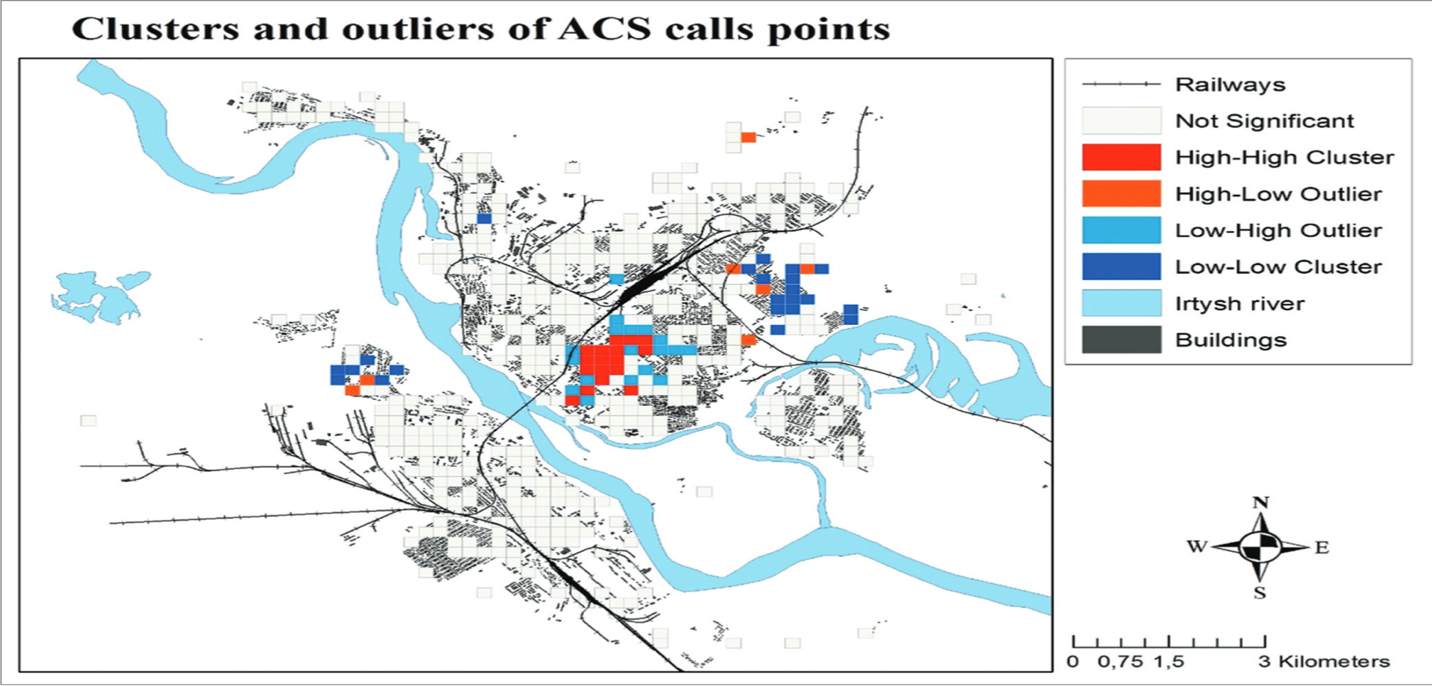 Clusters and outliers of ACS calls points
Railways
Not Significant
High-High Cluster
High-Low Outlier
Low-High Outlier
Low-Low Cluster
Irtysh river
Buildings
N
W E
S
0 0,75 1,5 3 Kilometers